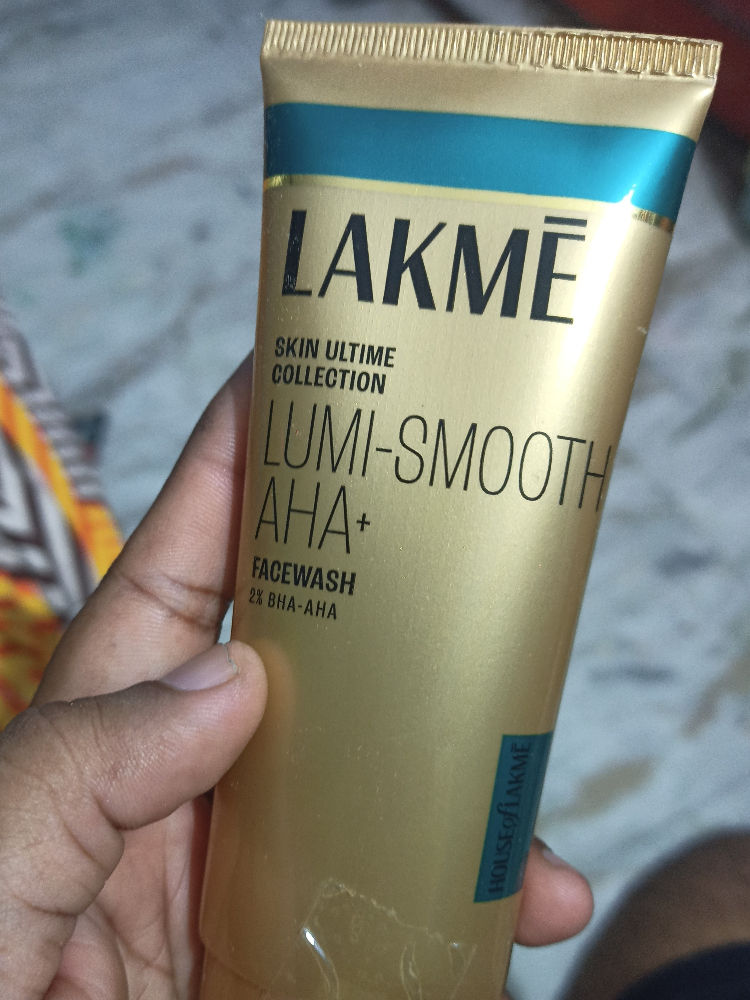 LAKMĒ
SKIN ULTIME
COLLECTION
LUMI-SMOOTH
AHA+
FACEWASH
2% BHA-AHA
HOUSE of LAKMĒ